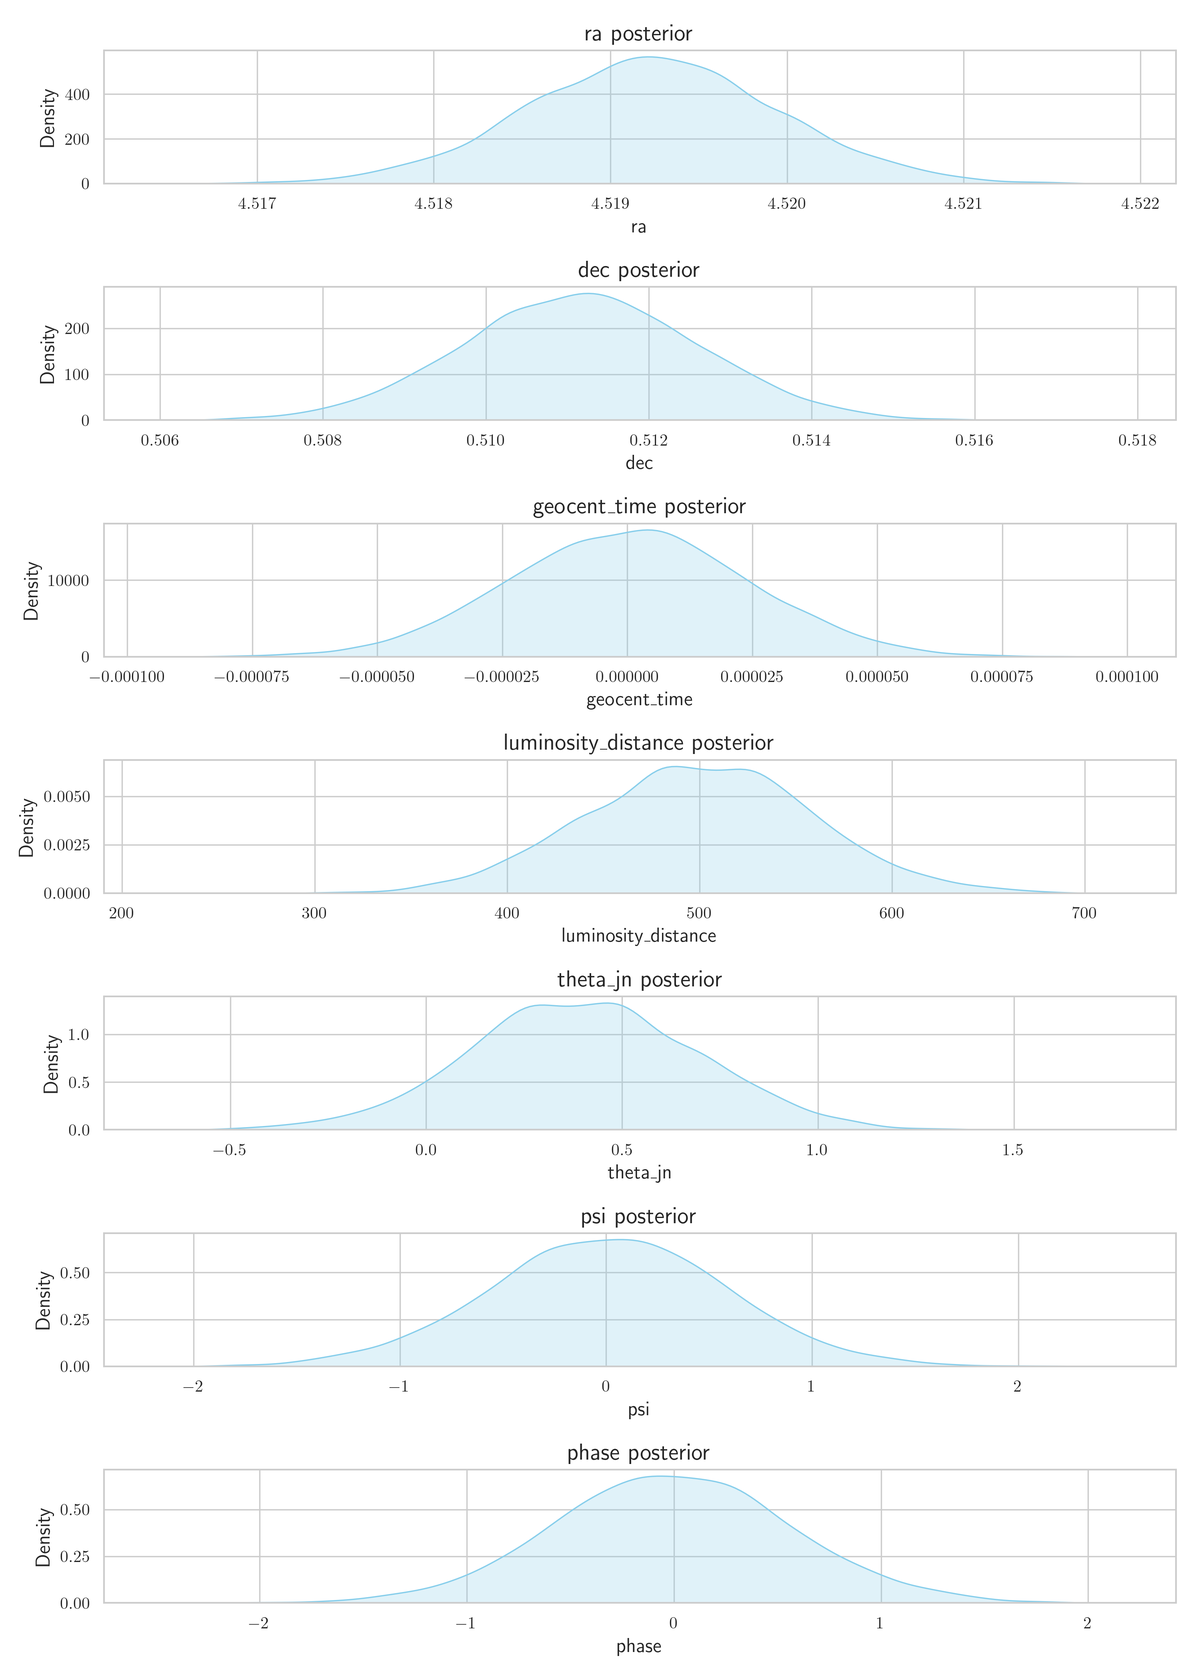 ra posterior
Density
400
200
0
4.517 4.518 4.519 4.520 4.521 4.522
ra
dec posterior
Density
200
100
0
0.506 0.508 0.510 0.512 0.514 0.516 0.518
dec
geocent_time posterior
Density
10000
0
−0.000100 −0.000075 −0.000050 −0.000025 0.000000 0.000025 0.000050 0.000075 0.000100
geocent_time
luminosity_distance posterior
Density
0.0050
0.0025
0.0000
200 300 400 500 600 700
luminosity_distance
theta_jn posterior
Density
1.0
0.5
0.0
−0.5 0.0 0.5 1.0 1.5
theta_jn
psi posterior
Density
0.50
0.25
0.00
−2 −1 0 1 2
psi
phase posterior
Density
0.50
0.25
0.00
−2 −1 0 1 2
phase